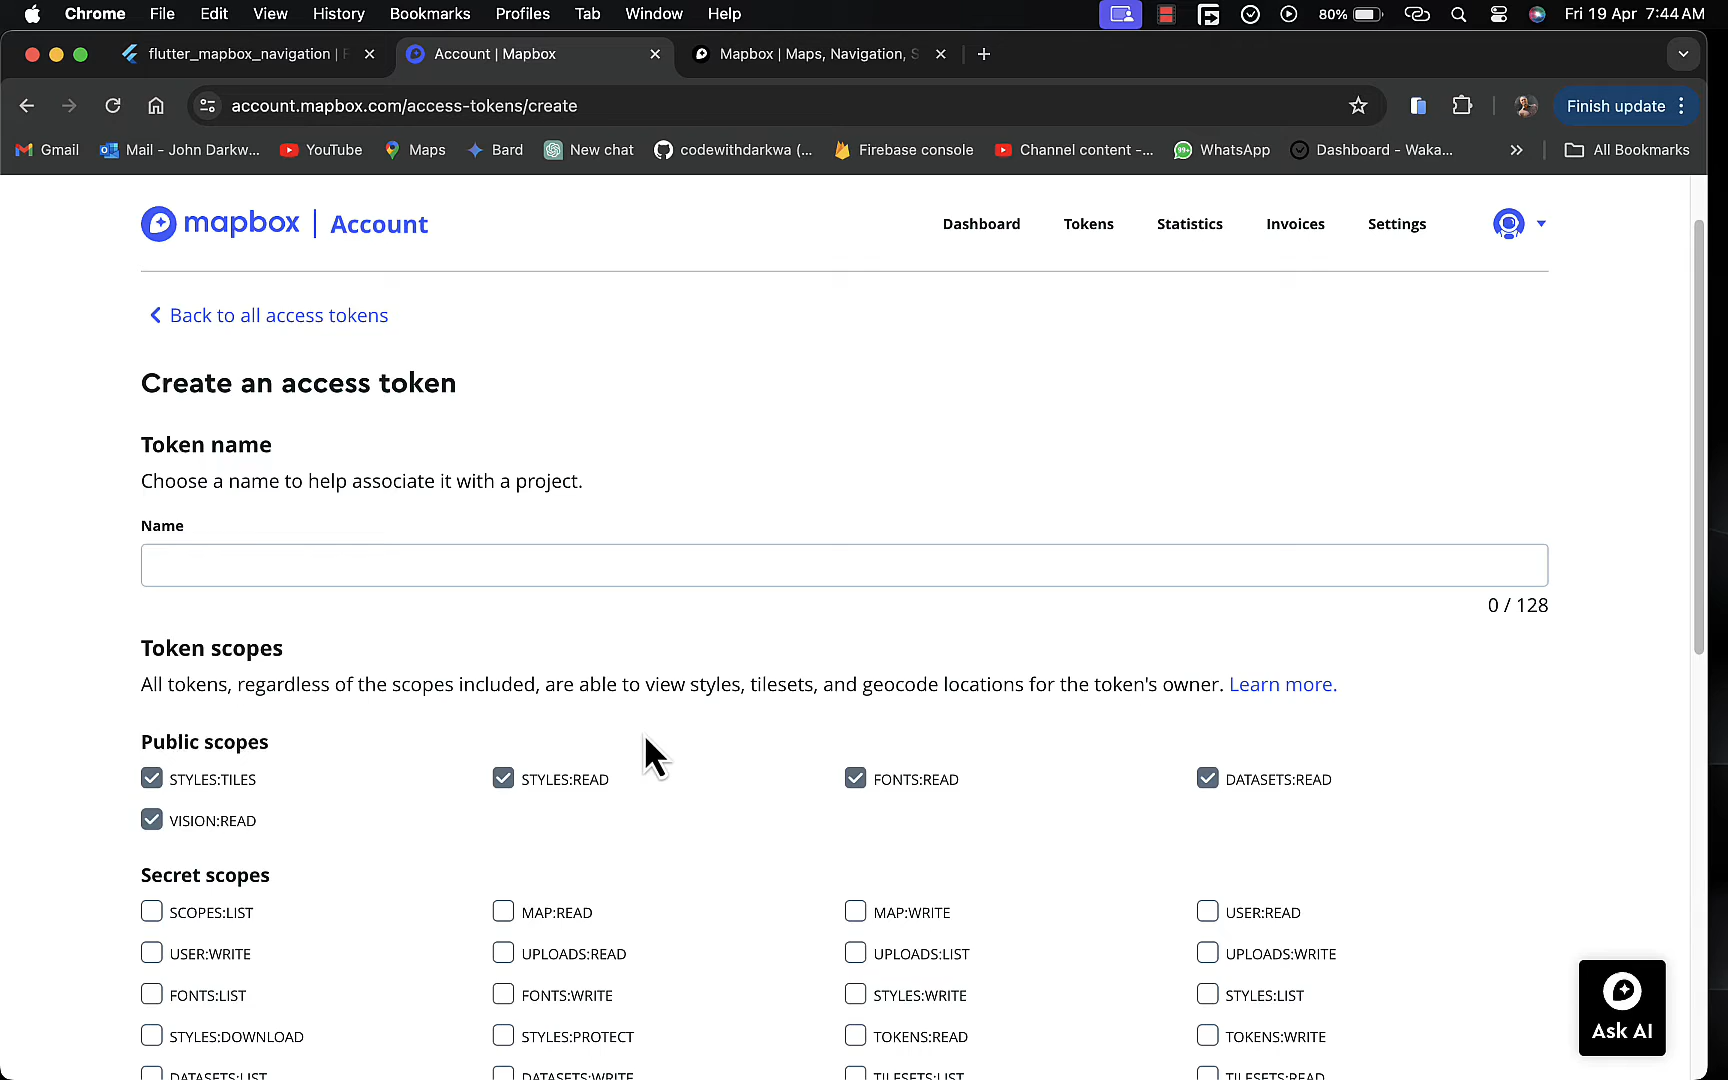 Chrome File Edit View History Bookmarks Profiles Tab Window Help 80% Fri 19 Apr 7:44 AM
flutter_mapbox_navigation | Account | Mapbox Mapbox | Maps, Navigation, S
account.mapbox.com/access-tokens/create Finish update
Gmail Mail - John Darkw... YouTube Maps Bard New chat codewithdarkwa (... Firebase console Channel content -... 99+ WhatsApp Dashboard - Waka... » All Bookmarks
mapbox | Account Dashboard Tokens Statistics Invoices Settings
Back to all access tokens
Create an access token
Token name
Choose a name to help associate it with a project.
Name
0 / 128
Token scopes
All tokens, regardless of the scopes included, are able to view styles, tilesets, and geocode locations for the token's owner. Learn more.
Public scopes
STYLES:TILES STYLES:READ FONTS:READ DATASETS:READ
VISION:READ
Secret scopes
SCOPES:LIST MAP:READ MAP:WRITE USER:READ
USER:WRITE UPLOADS:READ UPLOADS:LIST UPLOADS:WRITE
FONTS:LIST FONTS:WRITE STYLES:WRITE STYLES:LIST
STYLES:DOWNLOAD STYLES:PROTECT TOKENS:READ TOKENS:WRITE
DATASETS:LIST DATASETS:WRITE TILESETS:LIST TILESETS:READ
Ask AI